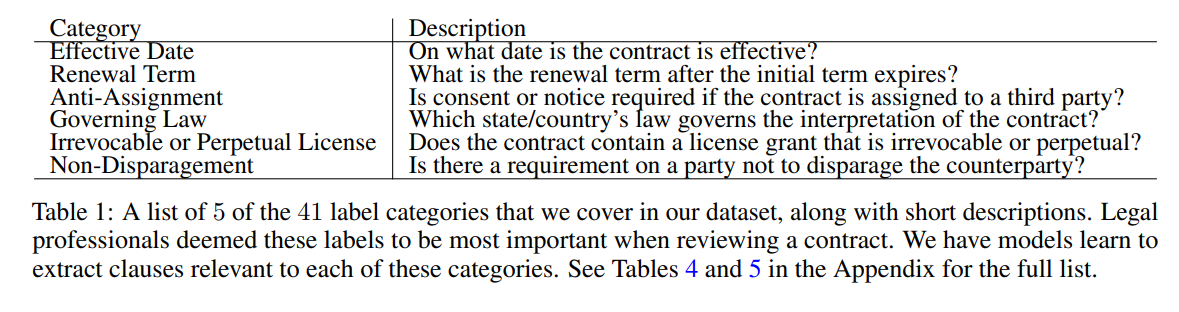 Category Description
Effective Date On what date is the contract is effective?
Renewal Term What is the renewal term after the initial term expires?
Anti-Assignment Is consent or notice required if the contract is assigned to a third party?
Governing Law Which state/country's law governs the interpretation of the contract?
Irrevocable or Perpetual License Does the contract contain a license grant that is irrevocable or perpetual?
Non-Disparagement Is there a requirement on a party not to disparage the counterparty?
Table 1: A list of 5 of the 41 label categories that we cover in our dataset, along with short descriptions. Legal
professionals deemed these labels to be most important when reviewing a contract. We have models learn to
extract clauses relevant to each of these categories. See Tables 4 and 5 in the Appendix for the full list.